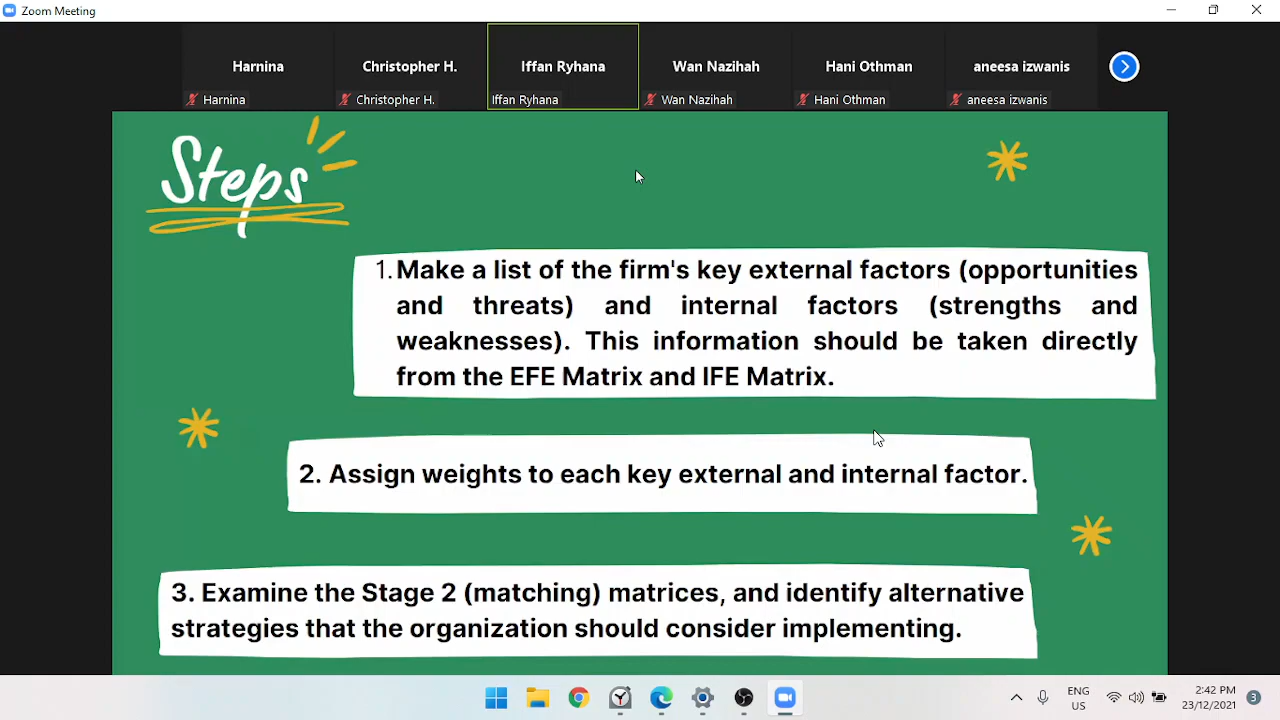 Zoom Meeting
Harnina
Christopher H.
Iffan Ryhana
Wan Nazihah
Hani Othman
aneesa izwanis
Harnina
Christopher H.
Iffan Ryhana
Wan Nazihah
Hani Othman
aneesa izwanis
Steps
1. Make a list of the firm's key external factors (opportunities
and threats) and internal factors (strengths and
weaknesses). This information should be taken directly
from the EFE Matrix and IFE Matrix.
2. Assign weights to each key external and internal factor.
3. Examine the Stage 2 (matching) matrices, and identify alternative
strategies that the organization should consider implementing.
ENG
US
2:42 PM
23/12/2021
3